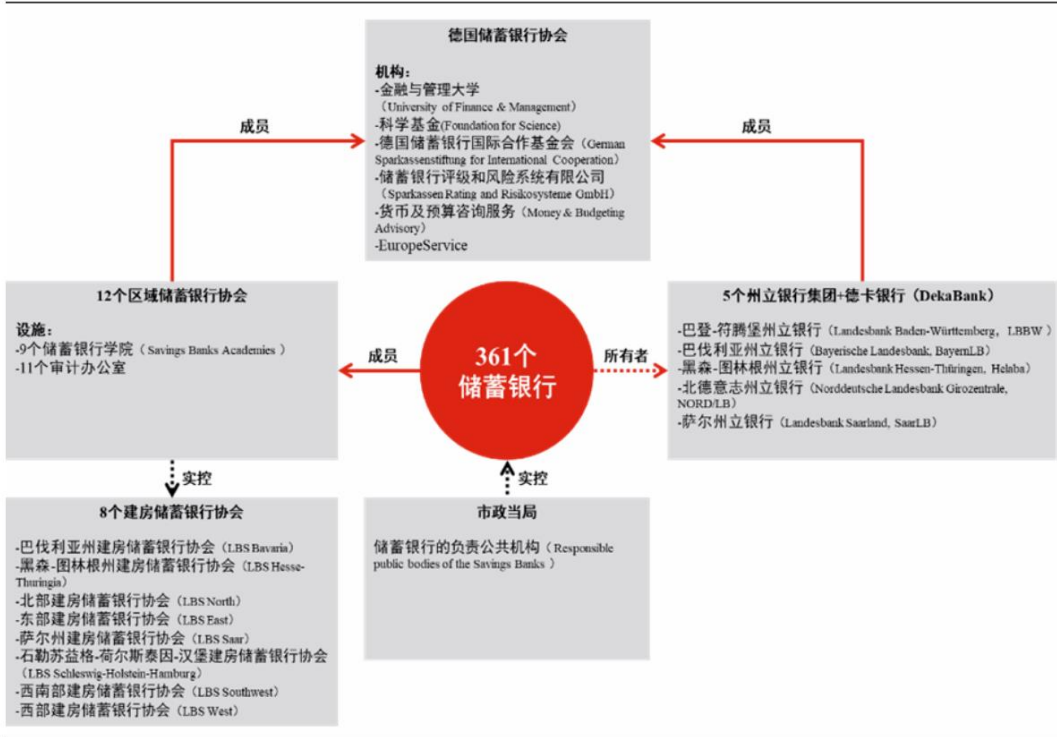 德国储蓄银行协会
机构：
-金融与管理大学
（University of Finance & Management）
-科学基金(Foundation for Science)
-德国储蓄银行国际合作基金会（German
Sparkassenstiftung for International Cooperation）
-储蓄银行评级和风险系统有限公司
（Sparkassen Rating and Risikosysteme GmbH）
-货币及预算咨询服务（Money & Budgeting
Advisory）
-EuropeService
成员
成员
12个区域储蓄银行协会
设施：
-9个储蓄银行学院（Savings Banks Academies）
-11个审计办公室
成员
361个
储蓄银行
所有者
5个州立银行集团+德卡银行（DekaBank）
-巴登-符腾堡州立银行（Landesbank Baden-Württemberg，LBBW ）
-巴伐利亚州立银行（Bayerische Landesbank, BayernLB）
-黑森-图林根州立银行（Landesbank Hessen-Thüringen, Helaba）
-北德意志州立银行（Norddeutsche Landesbank Girozentrale,
NORD/LB）
-萨尔州立银行（Landesbank Saarland, SaarLB）
实控
实控
8个建房储蓄银行协会
-巴伐利亚州建房储蓄银行协会（LBS Bavaria）
-黑森-图林根州建房储蓄银行协会（LBS Hesse-
Thuringia）
-北部建房储蓄银行协会（LBS North）
-东部建房储蓄银行协会（LBS East）
-萨尔州建房储蓄银行协会（LBS Saar）
-石勒苏益格-荷尔斯泰因-汉堡建房储蓄银行协会
（LBS Schleswig-Holstein-Hamburg）
-西南部建房储蓄银行协会（LBS Southwest）
-西部建房储蓄银行协会（LBS West）
市政当局
储蓄银行的负责公共机构（Responsible
public bodies of the Savings Banks ）